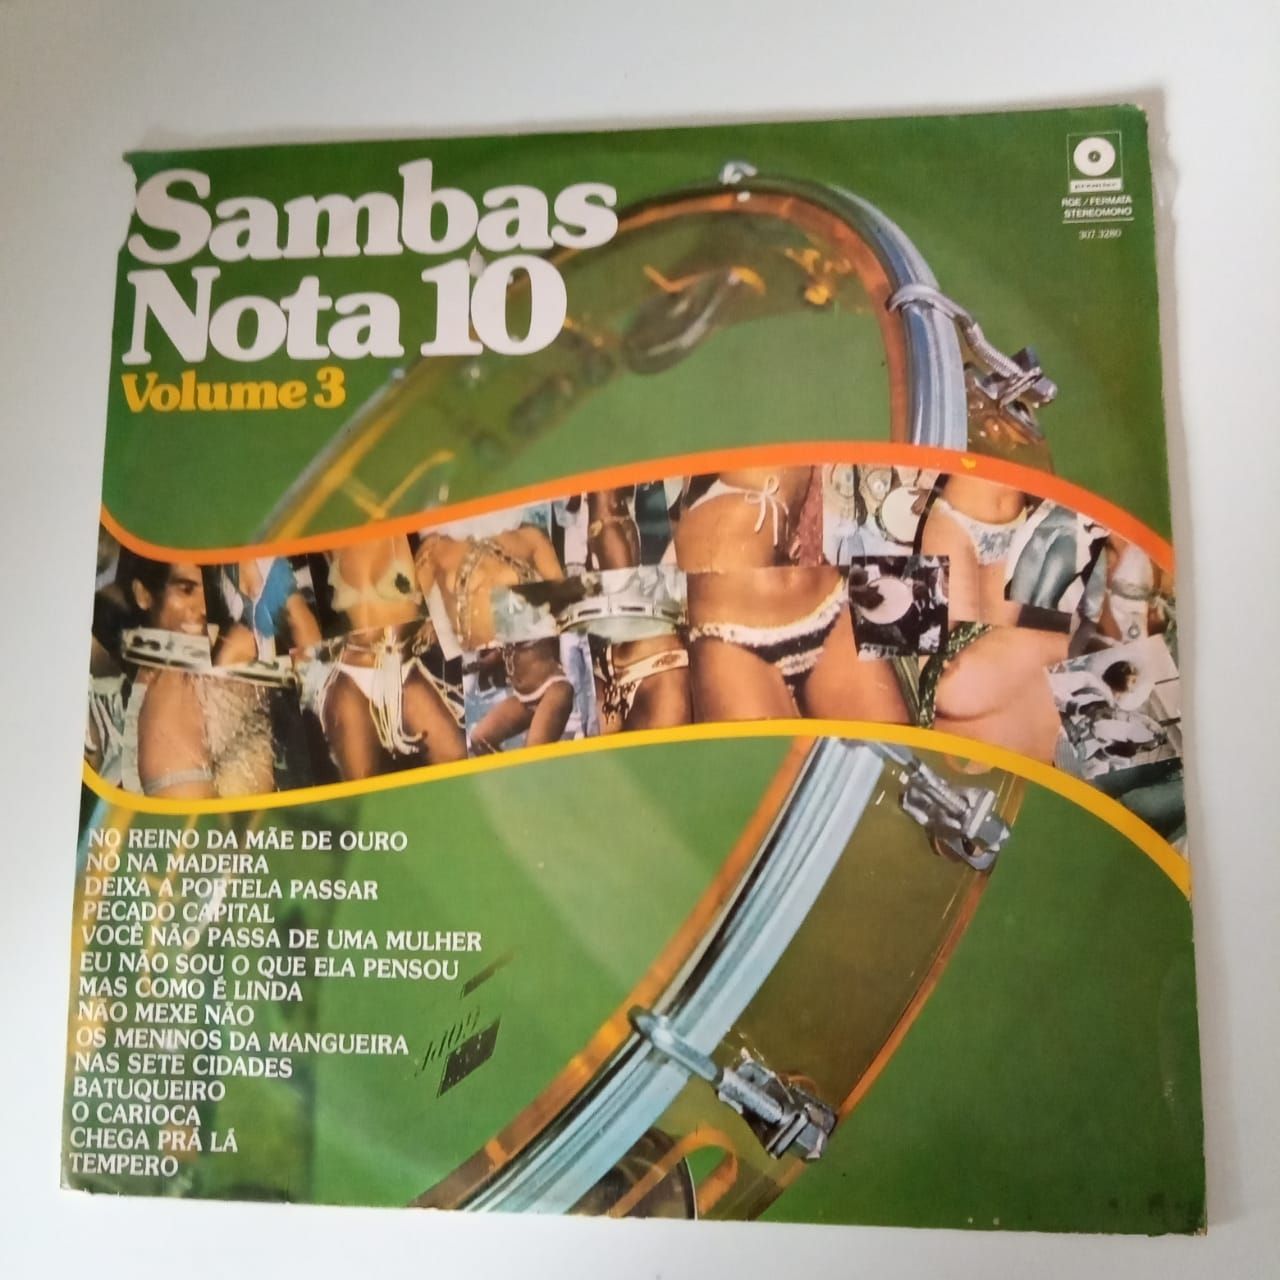 Sambas
Nota 10
Volume 3
premier
RGE / FERMATA
STEREOMONO
307.3280
NO REINO DA MÃE DE OURO
NÓ NA MADEIRA
DEIXA A PORTELA PASSAR
PECADO CAPITAL
VOCÊ NÃO PASSA DE UMA MULHER
EU NÃO SOU O QUE ELA PENSOU
MAS COMO É LINDA
NÃO MEXE NÃO
OS MENINOS DA MANGUEIRA
NAS SETE CIDADES
BATUQUEIRO
O CARIOCA
CHEGA PRÁ LÁ
TEMPERO